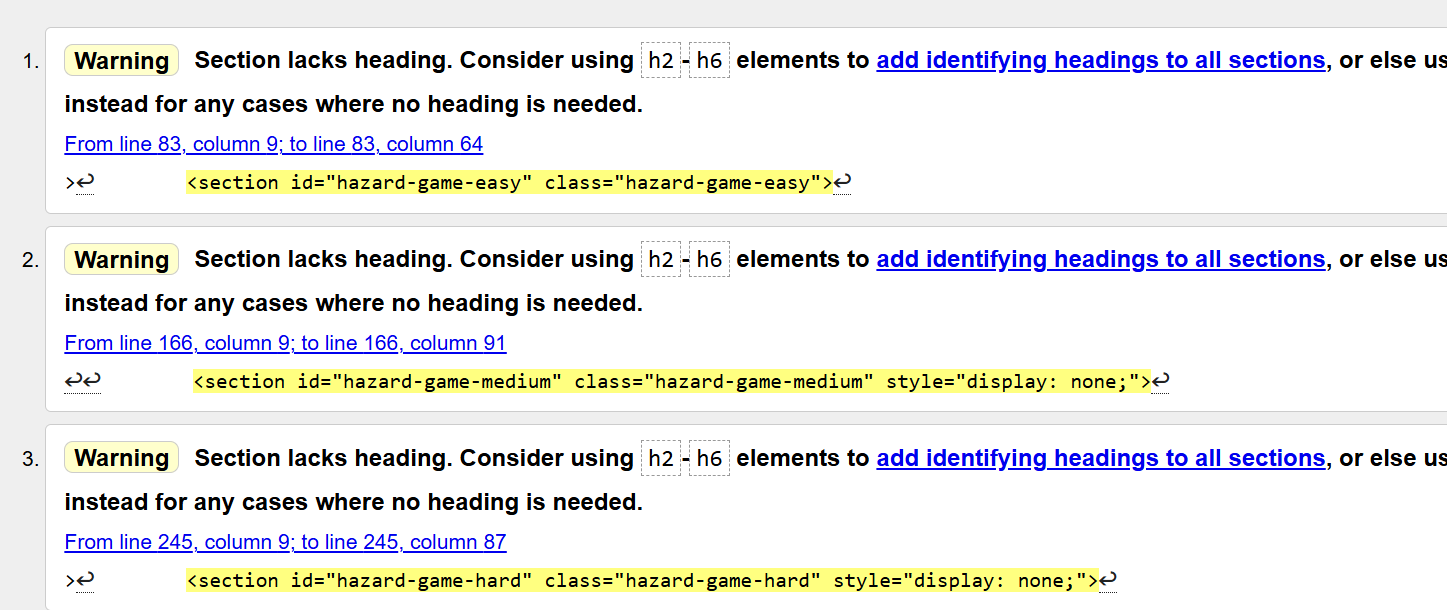 1. Warning Section lacks heading. Consider using h2-h6 elements to add identifying headings to all sections, or else us
instead for any cases where no heading is needed.
From line 83, column 9; to line 83, column 64
>↩ <section id="hazard-game-easy" class="hazard-game-easy">↩
2. Warning Section lacks heading. Consider using h2-h6 elements to add identifying headings to all sections, or else us
instead for any cases where no heading is needed.
From line 166, column 9; to line 166, column 91
↩↩ <section id="hazard-game-medium" class="hazard-game-medium" style="display: none;">↩
3. Warning Section lacks heading. Consider using h2-h6 elements to add identifying headings to all sections, or else us
instead for any cases where no heading is needed.
From line 245, column 9; to line 245, column 87
>↩ <section id="hazard-game-hard" class="hazard-game-hard" style="display: none;">↩